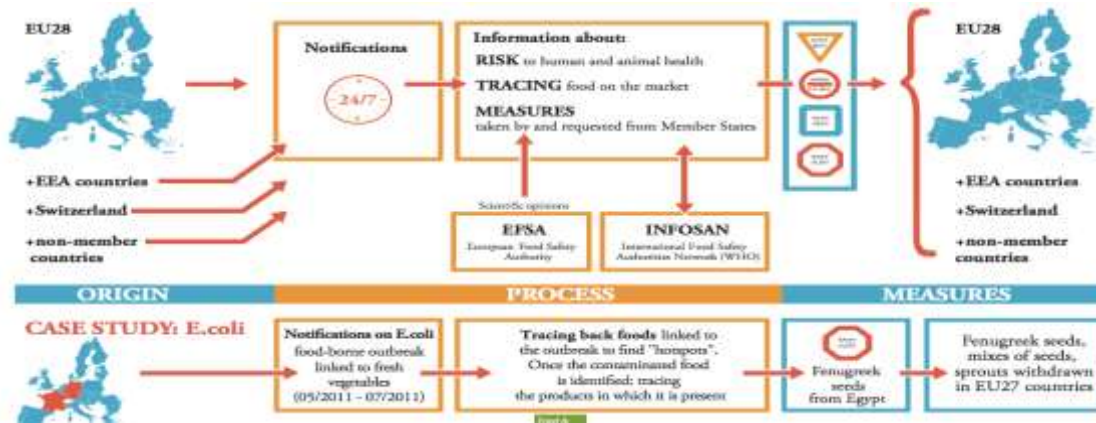 EU28
+EEA countries
+Switzerland
+non-member
countries
Notifications
24/7
Information about:
RISK to human and animal health
TRACING food on the market
MEASURES
taken by and requested from Member States
Scientific opinions
EFSA
European Food Safety
Authority
INFOSAN
International Food Safety
Authorities Network (WHO)
EU28
+EEA countries
+Switzerland
+non-member
countries
ORIGIN
PROCESS
MEASURES
CASE STUDY: E.coli
Notifications on E.coli
food-borne outbreak
linked to fresh
vegetables
(05/2011 - 07/2011)
Tracing back foods linked to
the outbreak to find "hotspots".
Once the contaminated food
is identified: tracing
the products in which it is present
Fenugreek
seeds
from Egypt
Fenugreek seeds,
mixes of seeds,
sprouts withdrawn
in EU27 countries